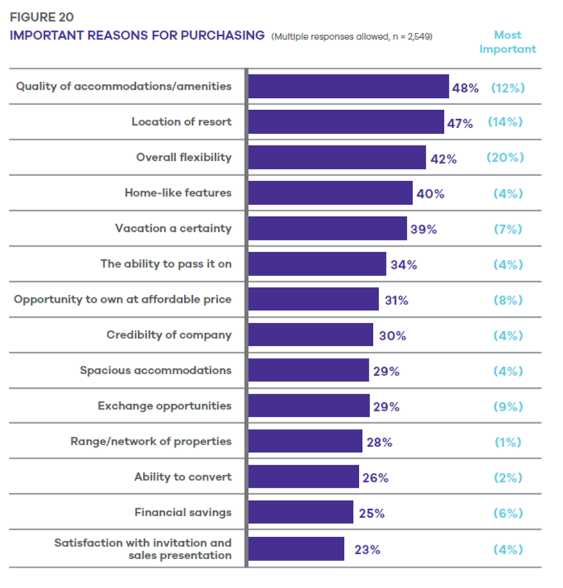 FIGURE 20
IMPORTANT REASONS FOR PURCHASING (Multiple responses allowed, n = 2,549)
Most
Important
Quality of accommodations/amenities 48% (12%)
Location of resort 47% (14%)
Overall flexibility 42% (20%)
Home-like features 40% (4%)
Vacation a certainty 39% (7%)
The ability to pass it on 34% (4%)
Opportunity to own at affordable price 31% (8%)
Credibilty of company 30% (4%)
Spacious accommodations 29% (4%)
Exchange opportunities 29% (9%)
Range/network of properties 28% (1%)
Ability to convert 26% (2%)
Financial savings 25% (6%)
Satisfaction with invitation and
sales presentation 23% (4%)